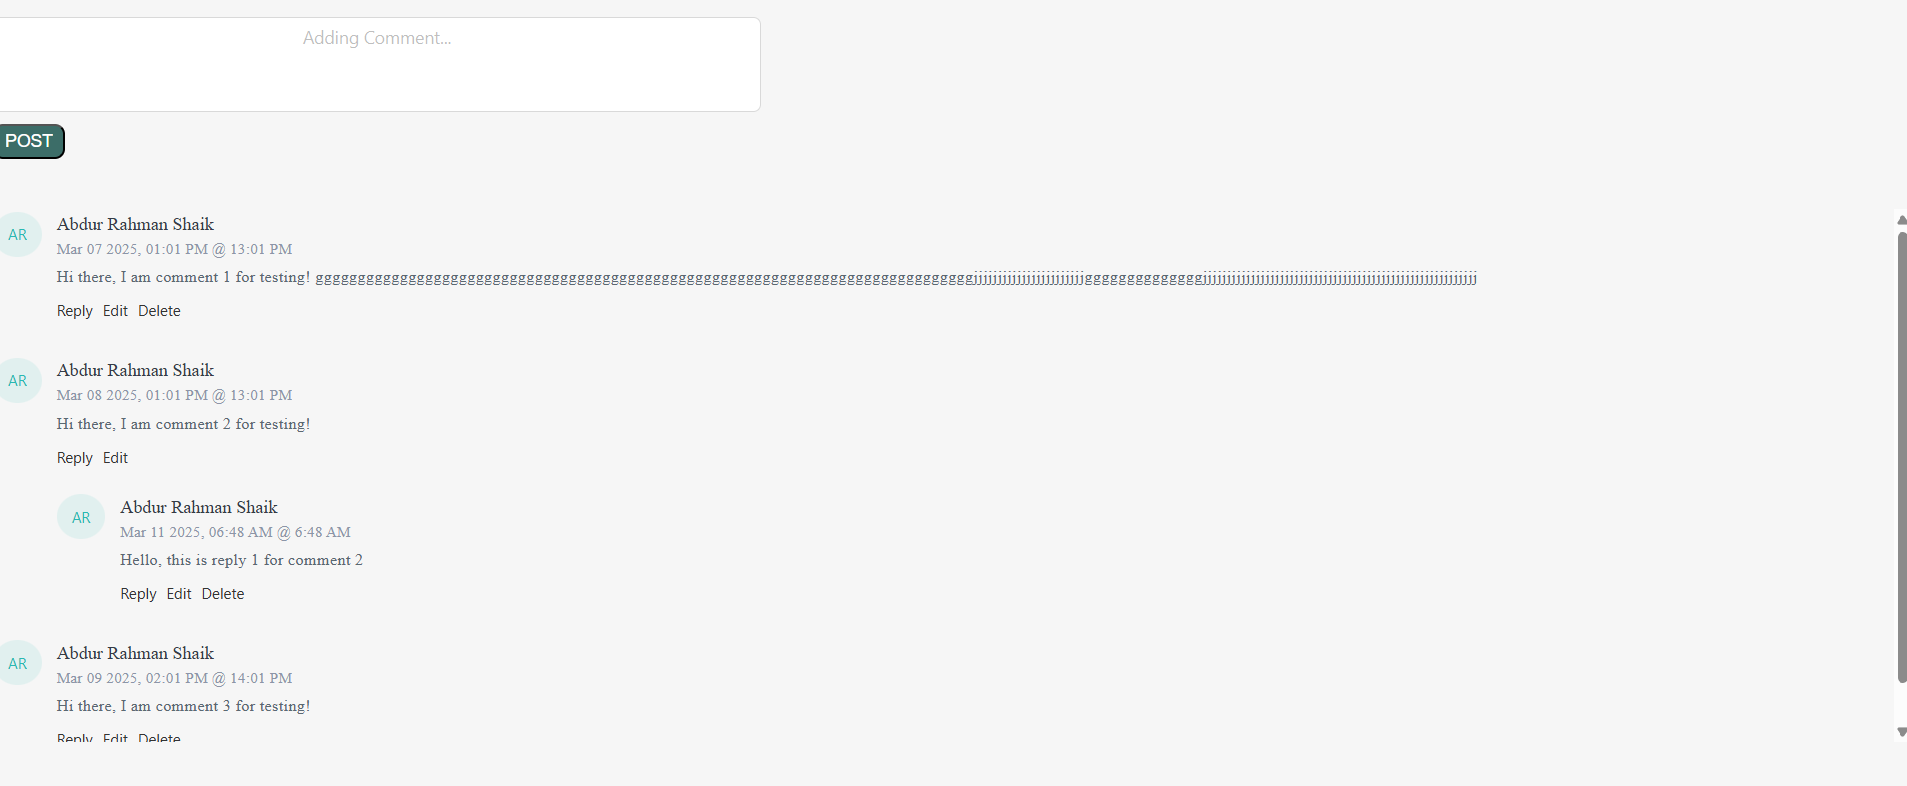 Adding Comment...
POST
AR
Abdur Rahman Shaik
Mar 07 2025, 01:01 PM @ 13:01 PM
Hi there, I am comment 1 for testing!
Reply Edit Delete
AR
Abdur Rahman Shaik
Mar 08 2025, 01:01 PM @ 13:01 PM
Hi there, I am comment 2 for testing!
Reply Edit
AR
Abdur Rahman Shaik
Mar 11 2025, 06:48 AM @ 6:48 AM
Hello, this is reply 1 for comment 2
Reply Edit Delete
AR
Abdur Rahman Shaik
Mar 09 2025, 02:01 PM @ 14:01 PM
Hi there, I am comment 3 for testing!
Reply Edit Delete